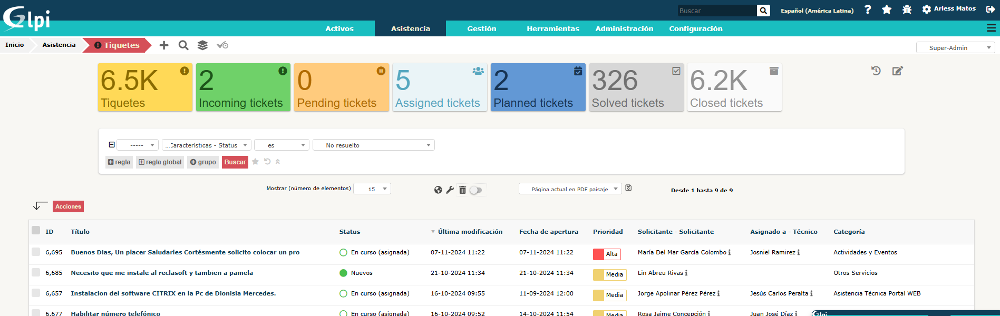 Glpi
Buscar
Español (América Latina)
Arless Matos
Activos
Asistencia
Gestión
Herramientas
Administración
Configuración
Inicio
Asistencia
Tiquetes
Super-Admin
6.5K
Tiquetes
2
Incoming tickets
0
Pending tickets
5
Assigned tickets
2
Planned tickets
326
Solved tickets
6.2K
Closed tickets
-----
...Características - Status
es
No resuelto
regla
regla global
grupo
Buscar
Mostrar (número de elementos)
15
Página actual en PDF paisaje
Desde 1 hasta 9 de 9
Acciones
ID Título Status Última modificación Fecha de apertura Prioridad Solicitante - Solicitante Asignado a - Técnico Categoría
6,695 Buenos Dias, Un placer Saludarles Cortésmente solicito colocar un pro En curso (asignada) 07-11-2024 11:22 07-11-2024 11:22 Alta María Del Mar García Colombo Josniel Ramirez Actividades y Eventos
6,685 Necesito que me instale al reclasoft y tambien a pamela Nuevos 21-10-2024 11:34 21-10-2024 11:34 Media Lin Abreu Rivas Otros Servicios
6,657 Instalacion del software CITRIX en la Pc de Dionisia Mercedes. En curso (asignada) 16-10-2024 09:55 11-09-2024 12:00 Media Jorge Apolinar Pérez Pérez Jesús Carlos Peralta Asistencia Técnica Portal WEB
6,677 Habilitar número telefónico En curso (asignada) 16-10-2024 09:52 14-10-2024 11:54 Media Rosa Jaime Concepción Juan José Díaz
Glpi